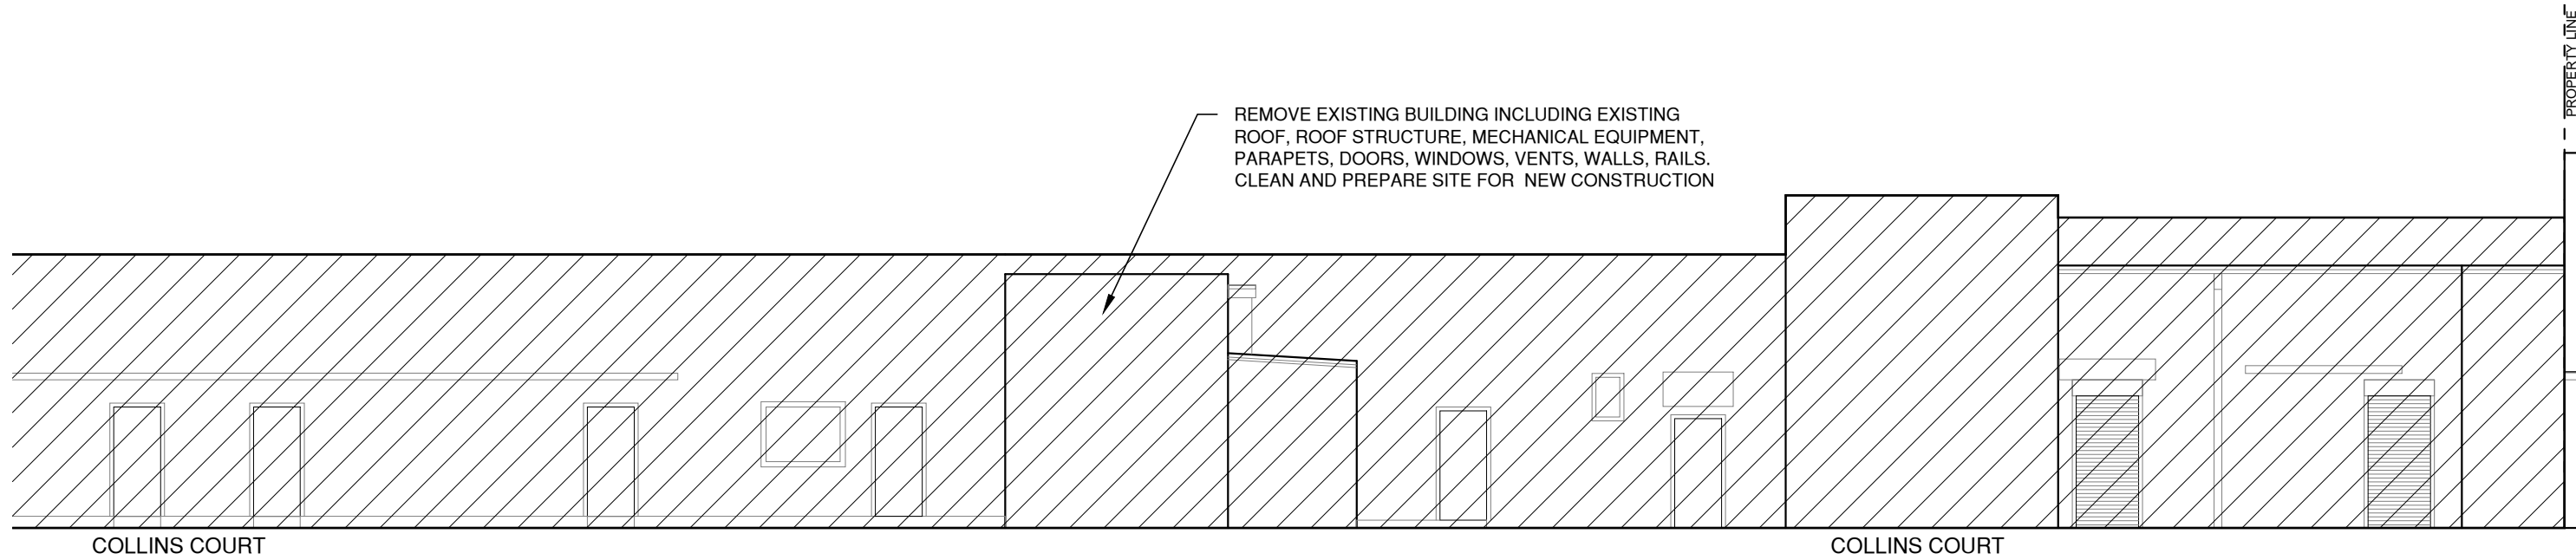 PROPERTY LINE
REMOVE EXISTING BUILDING INCLUDING EXISTING
ROOF, ROOF STRUCTURE, MECHANICAL EQUIPMENT,
PARAPETS, DOORS, WINDOWS, VENTS, WALLS, RAILS.
CLEAN AND PREPARE SITE FOR  NEW CONSTRUCTION
COLLINS COURT
COLLINS COURT